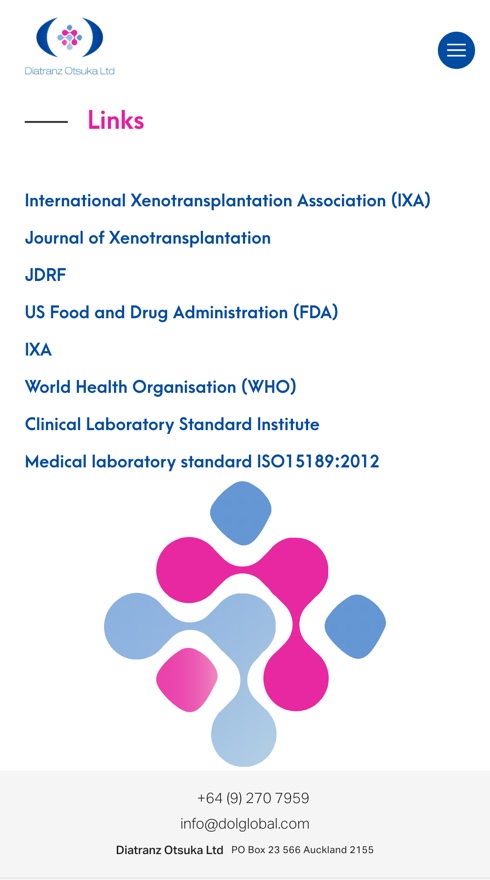 Diatranz Otsuka Ltd
Links
International Xenotransplantation Association (IXA)
Journal of Xenotransplantation
JDRF
US Food and Drug Administration (FDA)
IXA
World Health Organisation (WHO)
Clinical Laboratory Standard Institute
Medical laboratory standard ISO15189:2012
+64 (9) 270 7959
info@dolglobal.com
Diatranz Otsuka Ltd PO Box 23 566 Auckland 2155